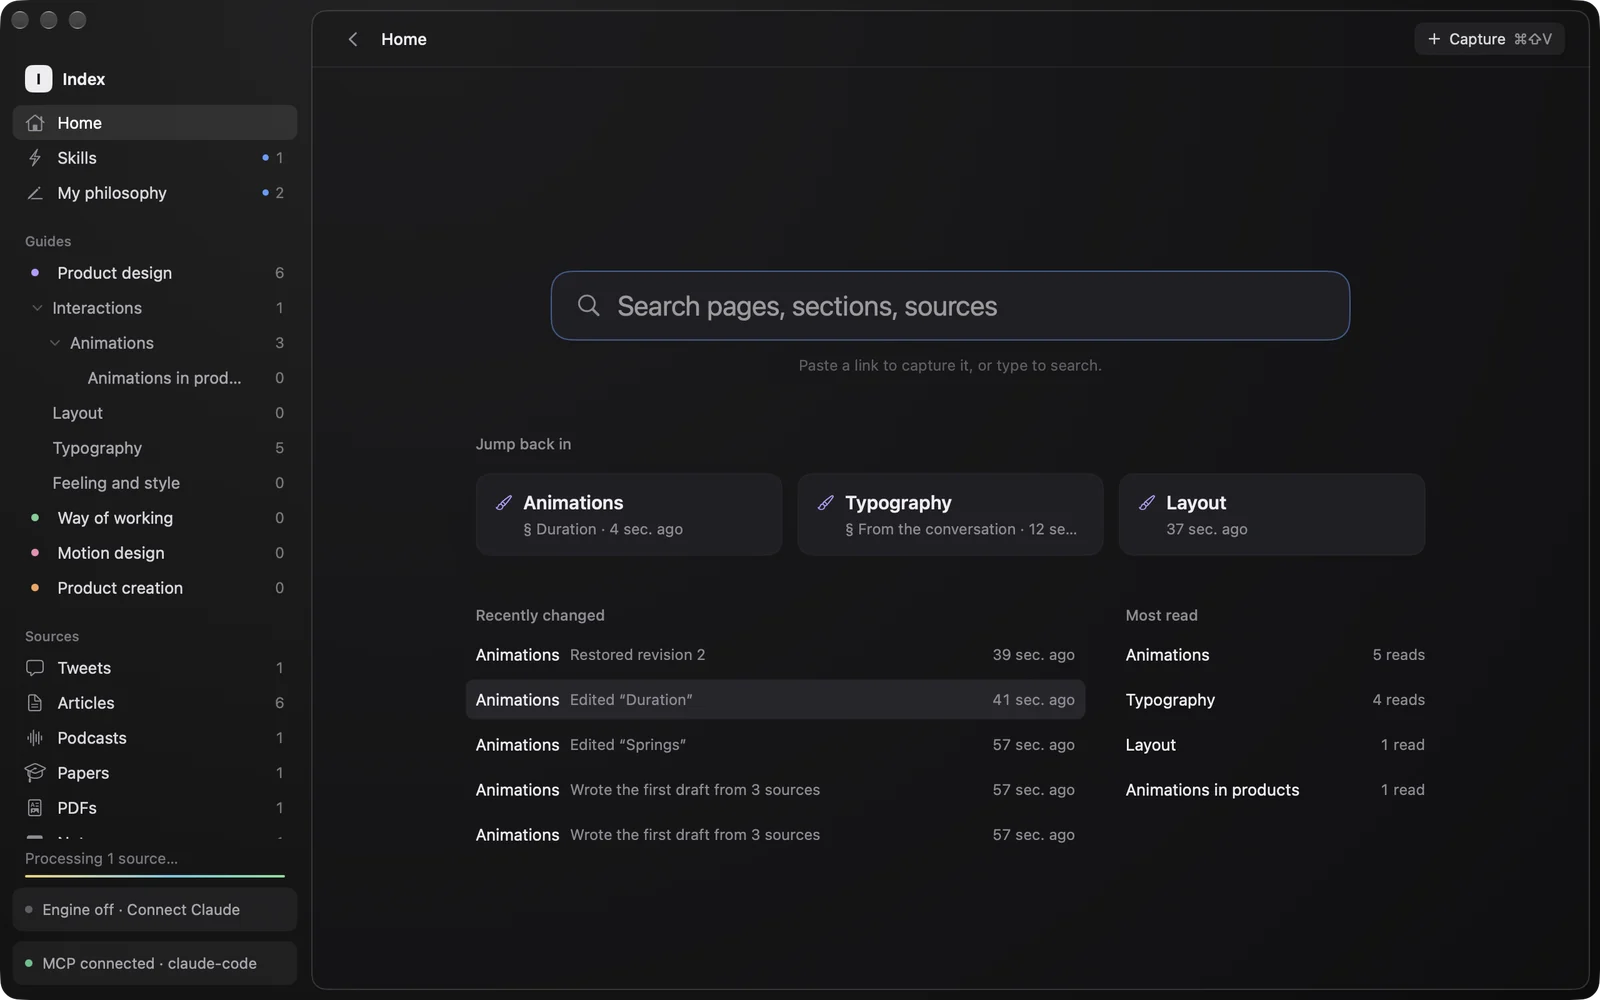 I Index
Home
Skills 1
My philosophy 2
Guides
Product design 6
Interactions 1
Animations 3
Animations in prod... 0
Layout 0
Typography 5
Feeling and style 0
Way of working 0
Motion design 0
Product creation 0
Sources
Tweets 1
Articles 6
Podcasts 1
Papers 1
PDFs 1
Processing 1 source...
Engine off · Connect Claude
MCP connected · claude-code
Home
+ Capture ⌘⇧V
Search pages, sections, sources
Paste a link to capture it, or type to search.
Jump back in
Animations
§ Duration · 4 sec. ago
Typography
§ From the conversation · 12 se...
Layout
37 sec. ago
Recently changed
Animations Restored revision 2 39 sec. ago
Animations Edited “Duration” 41 sec. ago
Animations Edited “Springs” 57 sec. ago
Animations Wrote the first draft from 3 sources 57 sec. ago
Animations Wrote the first draft from 3 sources 57 sec. ago
Most read
Animations 5 reads
Typography 4 reads
Layout 1 read
Animations in products 1 read